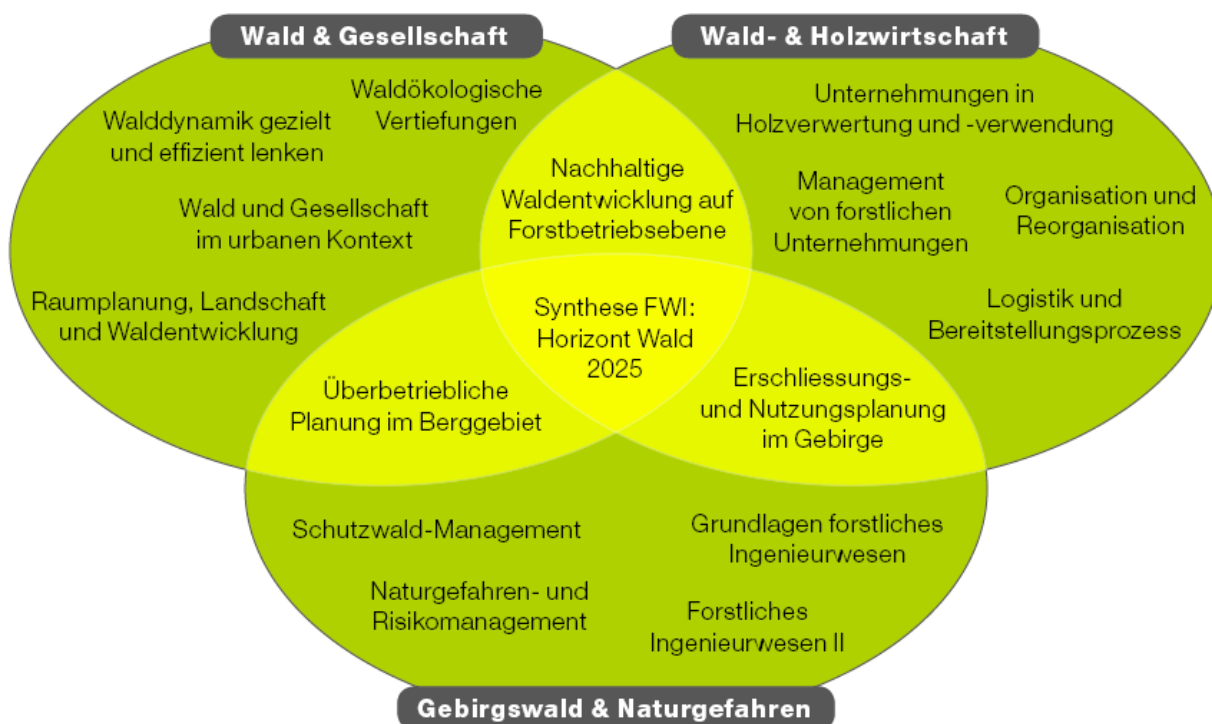 Wald & Gesellschaft
Wald- & Holzwirtschaft
Waldökologische
Vertiefungen
Walddynamik gezielt
und effizient lenken
Wald und Gesellschaft
im urbanen Kontext
Raumplanung, Landschaft
und Waldentwicklung
Nachhaltige
Waldentwicklung auf
Forstbetriebsebene
Unternehmungen in
Holzverwertung und -verwendung
Management
von forstlichen
Unternehmungen
Organisation und
Reorganisation
Logistik und
Bereitstellungsprozess
Synthese FWI:
Horizont Wald
2025
Überbetriebliche
Planung im Berggebiet
Erschliessungs-
und Nutzungsplanung
im Gebirge
Schutzwald-Management
Grundlagen forstliches
Ingenieurwesen
Naturgefahren- und
Risikomanagement
Forstliches
Ingenieurwesen II
Gebirgswald & Naturgefahren